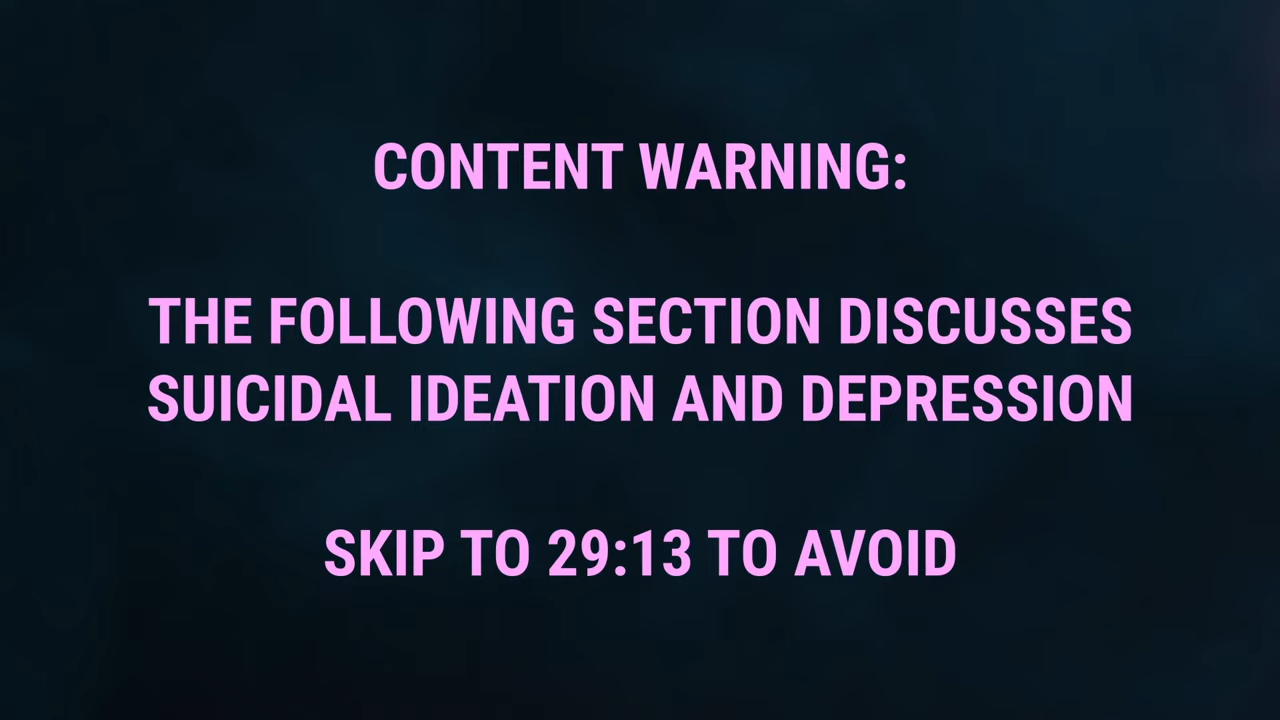 CONTENT WARNING:
THE FOLLOWING SECTION DISCUSSES
SUICIDAL IDEATION AND DEPRESSION
SKIP TO 29:13 TO AVOID